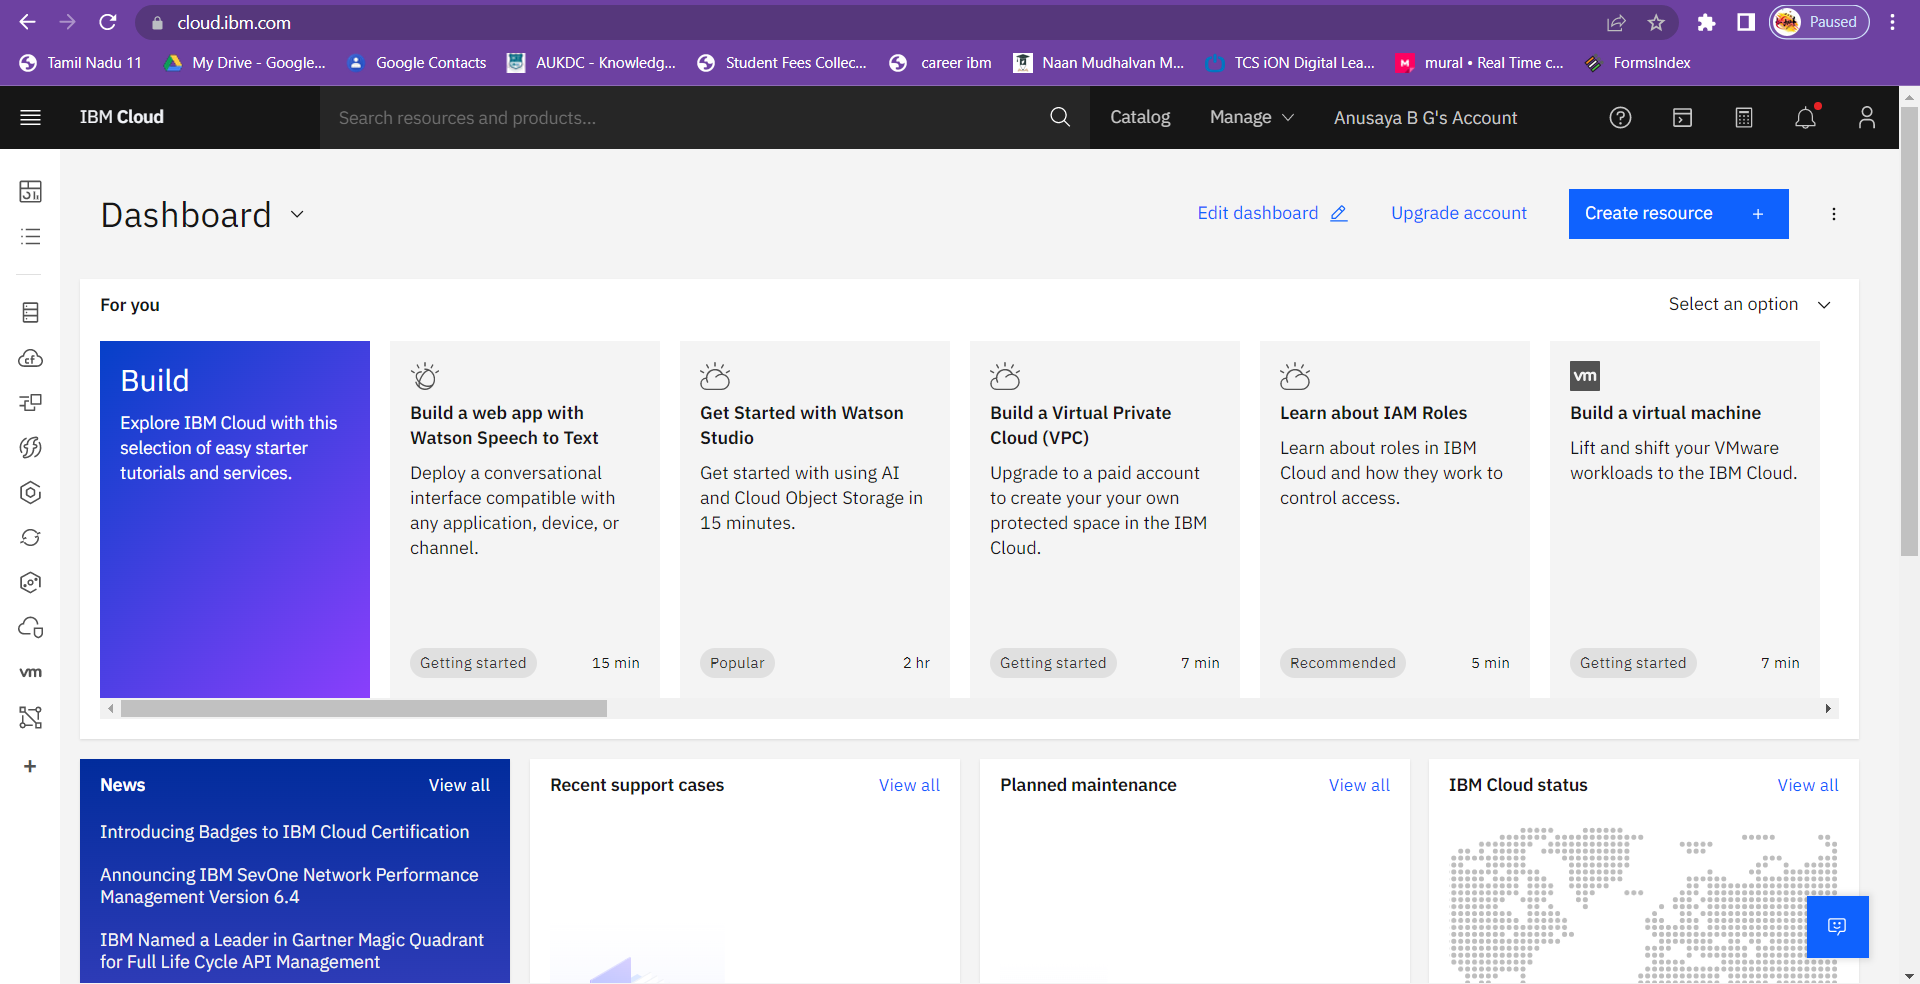 cloud.ibm.com
Paused
Tamil Nadu 11
My Drive - Google...
Google Contacts
AUKDC - Knowledg...
Student Fees Collec...
career ibm
Naan Mudhalvan M...
TCS iON Digital Lea...
M
mural • Real Time c...
FormsIndex
IBM Cloud
Search resources and products...
Catalog
Manage
Anusaya B G's Account
Dashboard
Edit dashboard
Upgrade account
Create resource +
For you
Select an option
Build
Explore IBM Cloud with this
selection of easy starter
tutorials and services.
Build a web app with
Watson Speech to Text
Deploy a conversational
interface compatible with
any application, device, or
channel.
Getting started
15 min
Get Started with Watson
Studio
Get started with using AI
and Cloud Object Storage in
15 minutes.
Popular
2 hr
Build a Virtual Private
Cloud (VPC)
Upgrade to a paid account
to create your your own
protected space in the IBM
Cloud.
Getting started
7 min
Learn about IAM Roles
Learn about roles in IBM
Cloud and how they work to
control access.
Recommended
5 min
vm
Build a virtual machine
Lift and shift your VMware
workloads to the IBM Cloud.
Getting started
7 min
cf
vm
+
News
View all
Introducing Badges to IBM Cloud Certification
Announcing IBM SevOne Network Performance
Management Version 6.4
IBM Named a Leader in Gartner Magic Quadrant
for Full Life Cycle API Management
Recent support cases
View all
Planned maintenance
View all
IBM Cloud status
View all